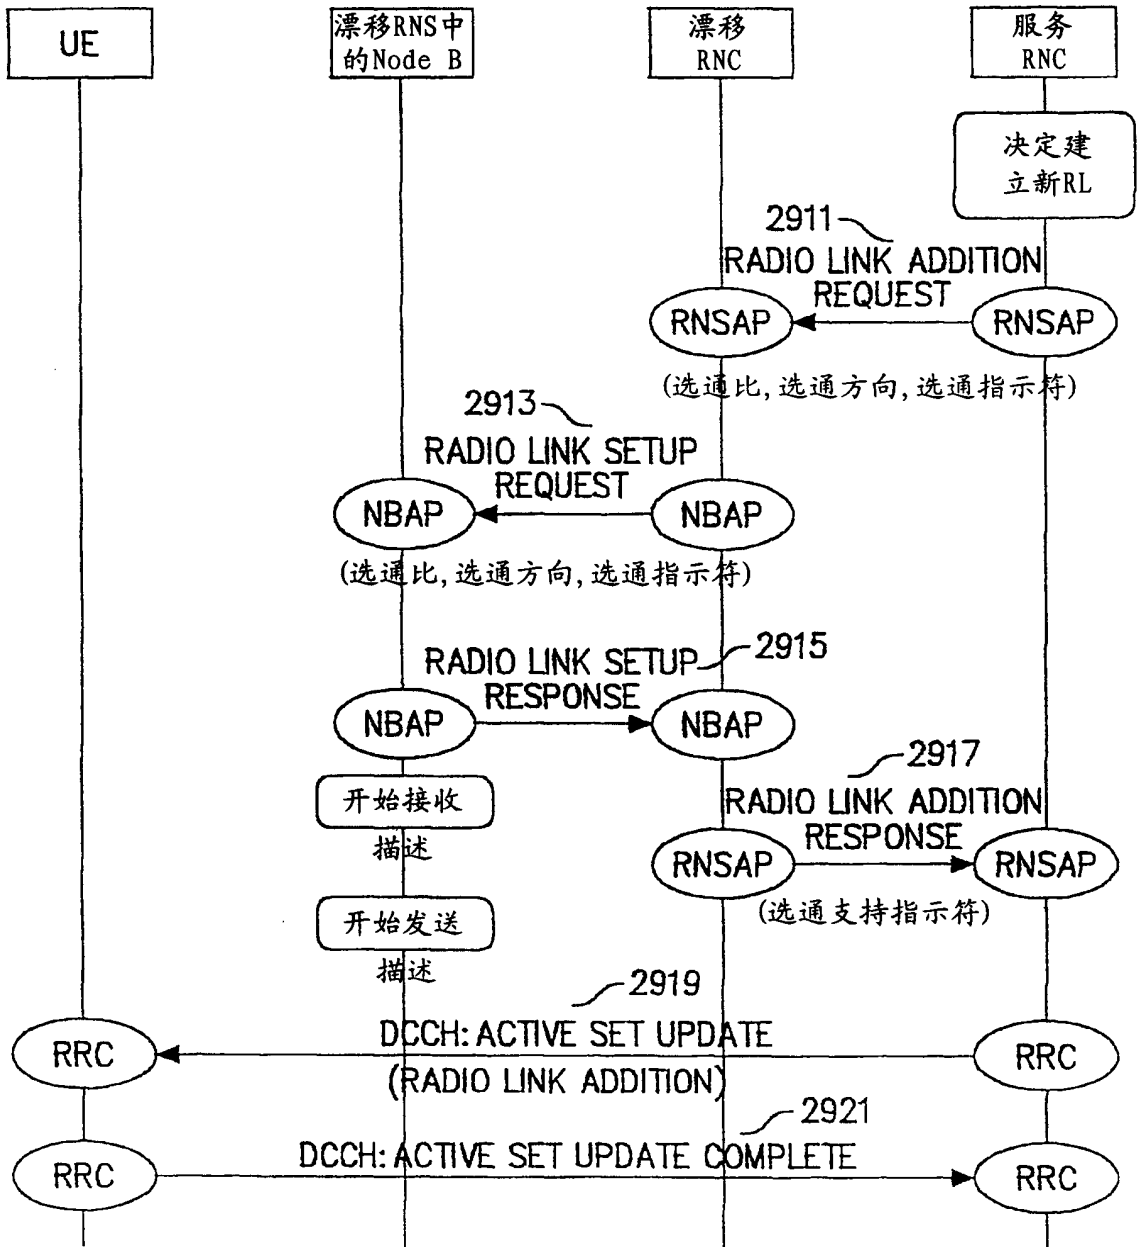 UE
漂移RNS中
的Node B
漂移
RNC
服务
RNC
决定建
立新RL
2911
RADIO LINK ADDITION
REQUEST
RNSAP
RNSAP
(选通比,选通方向,选通指示符)
2913
RADIO LINK SETUP
REQUEST
NBAP
NBAP
(选通比,选通方向,选通指示符)
2915
RADIO LINK SETUP
RESPONSE
NBAP
NBAP
2917
开始接收
RADIO LINK ADDITION
RESPONSE
描述
RNSAP
RNSAP
(选通支持指示符)
开始发送
描述
2919
DCCH: ACTIVE SET UPDATE
RRC
RRC
(RADIO LINK ADDITION)
2921
DCCH: ACTIVE SET UPDATE COMPLETE
RRC
RRC